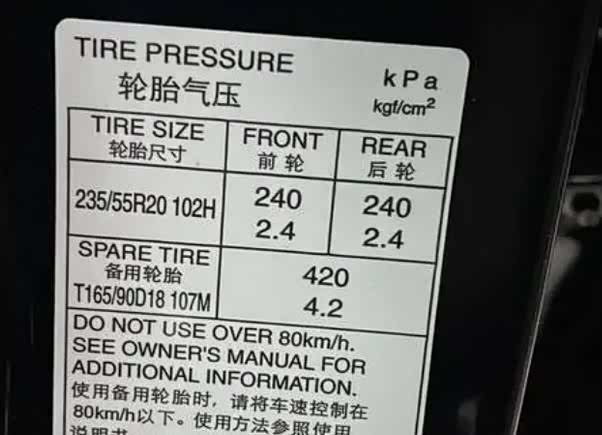 TIRE PRESSURE
轮胎气压
kPa
kgf/cm²
TIRE SIZE
轮胎尺寸
FRONT
前轮
REAR
后轮
235/55R20 102H
240
2.4
240
2.4
SPARE TIRE
备用轮胎
T165/90D18 107M
420
4.2
DO NOT USE OVER 80km/h.
SEE OWNER'S MANUAL FOR
ADDITIONAL INFORMATION.
使用备用轮胎时，请将车速控制在
80km/h以下。使用方法参照使用
说明书